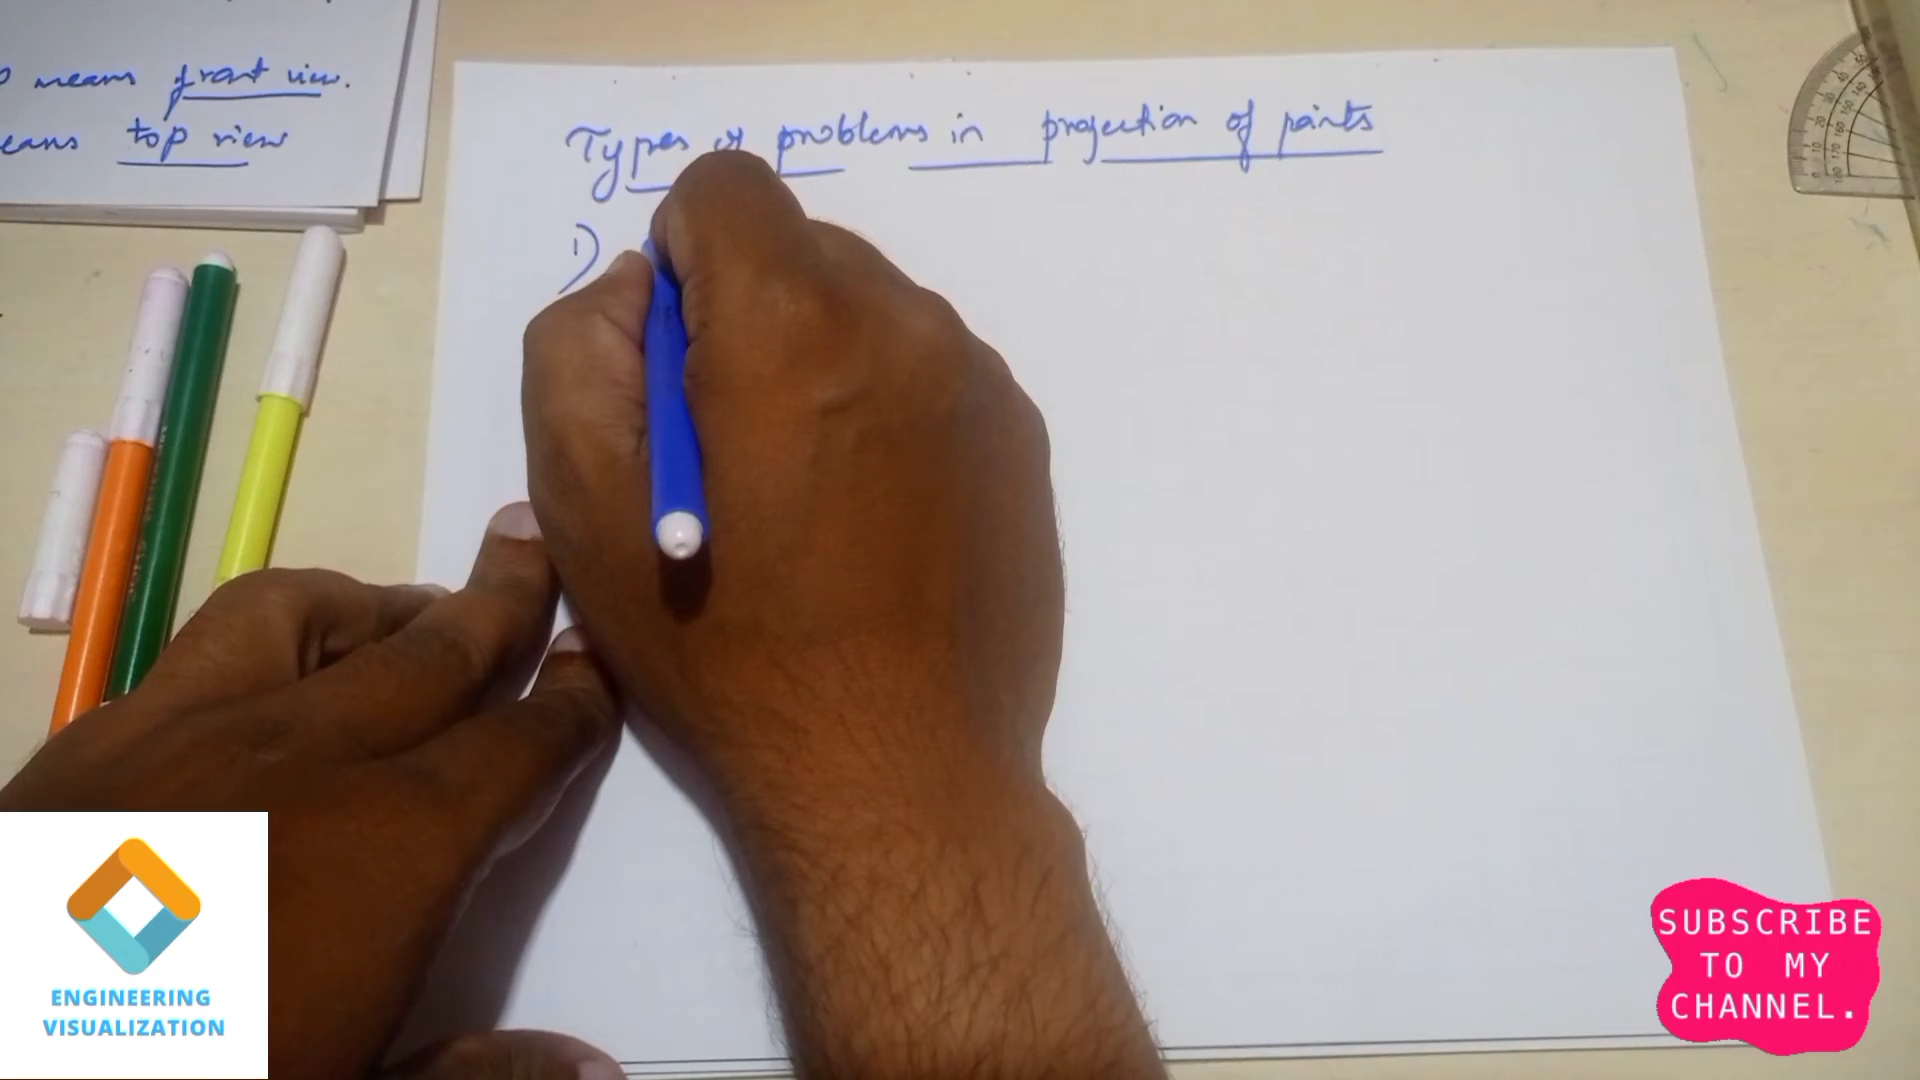 means front view.
means top view
Types of problems in projection of points
1)
ENGINEERING
VISUALIZATION
SUBSCRIBE
TO MY
CHANNEL.